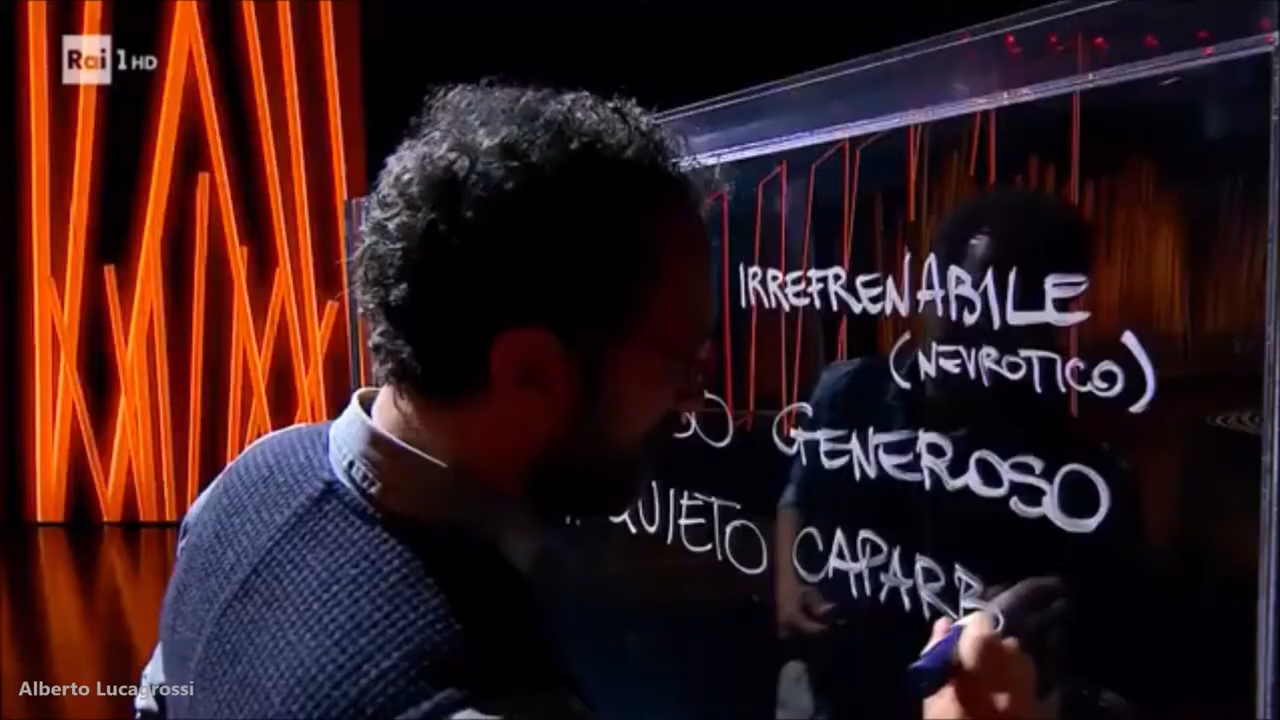 Rai 1 HD
IRREFRENABILE
(NEVROTICO)
GENEROSO
CAPARB
Alberto Lucagrossi